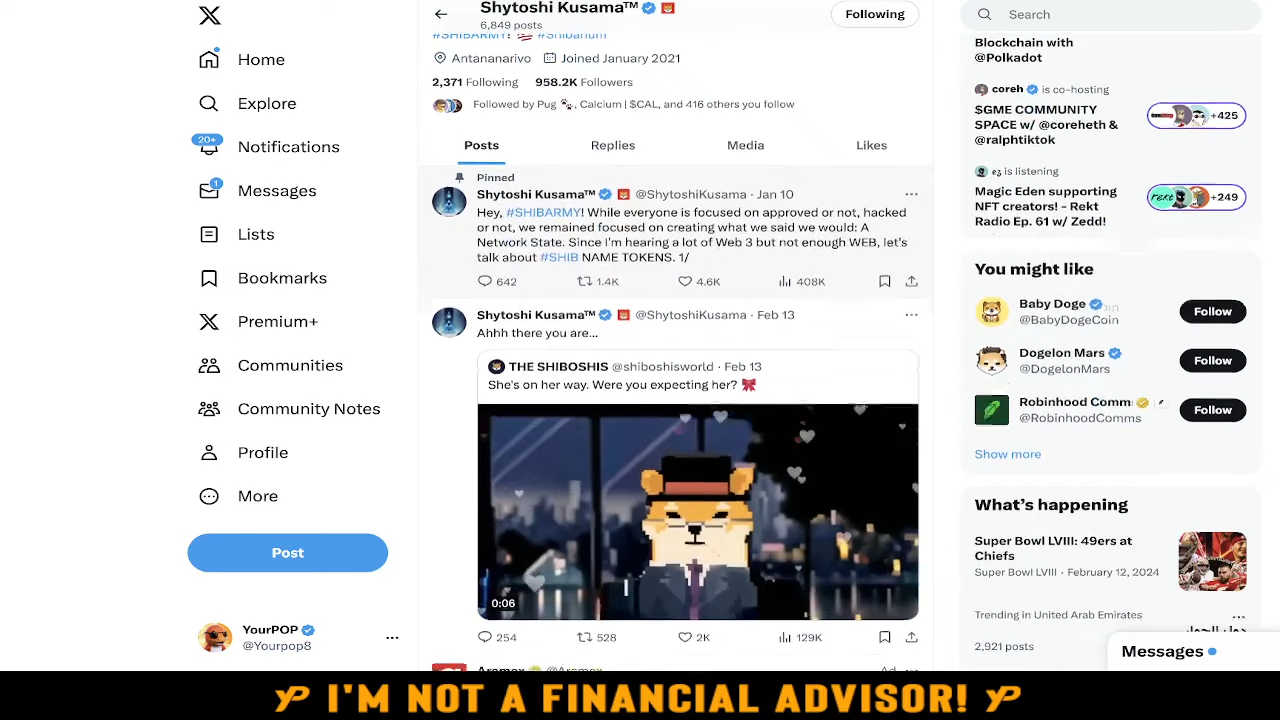 Home
Explore
20+
Notifications
1
Messages
Lists
Bookmarks
Premium+
Communities
Community Notes
Profile
More
Post
YourPOP
@Yourpop8
Shytoshi Kusama™
6,849 posts
Following
#SHIBARMY! #Shibarium
Antananarivo Joined January 2021
2,371 Following 958.2K Followers
Followed by Pug, Calcium | $CAL, and 416 others you follow
Posts Replies Media Likes
Pinned
Shytoshi Kusama™ @ShytoshiKusama · Jan 10
Hey, #SHIBARMY! While everyone is focused on approved or not, hacked
or not, we remained focused on creating what we said we would: A
Network State. Since I'm hearing a lot of Web 3 but not enough WEB, let's
talk about #SHIB NAME TOKENS. 1/
642 1.4K 4.6K 408K
Shytoshi Kusama™ @ShytoshiKusama · Feb 13
Ahhh there you are...
THE SHIBOSHIS @shiboshisworld · Feb 13
She's on her way. Were you expecting her?
0:06
254 528 2K 129K
Aramex @Aramex Ad
Search
Blockchain with
@Polkadot
coreh is co-hosting
$GME COMMUNITY
SPACE w/ @coreheth &
@ralphtiktok
+425
is listening
Magic Eden supporting
NFT creators! - Rekt
Radio Ep. 61 w/ Zedd!
+249
You might like
Baby Doge
@BabyDogeCoin
Follow
Dogelon Mars
@DogelonMars
Follow
Robinhood Comm
@RobinhoodComms
Follow
Show more
What's happening
Super Bowl LVIII: 49ers at
Chiefs
Super Bowl LVIII · February 12, 2024
Trending in United Arab Emirates
2,921 posts
Messages
I'M NOT A FINANCIAL ADVISOR!